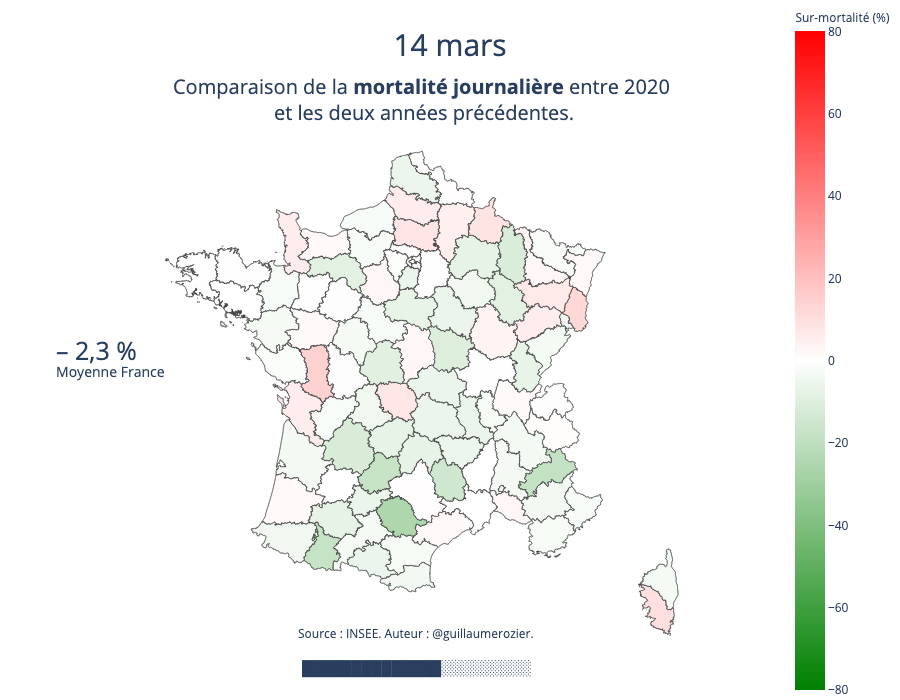 Sur-mortalité (%)
14 mars
Comparaison de la mortalité journalière entre 2020
et les deux années précédentes.
80
60
40
20
0
−20
−40
−60
−80
– 2,3 %
Moyenne France
Source : INSEE. Auteur : @guillaumerozier.